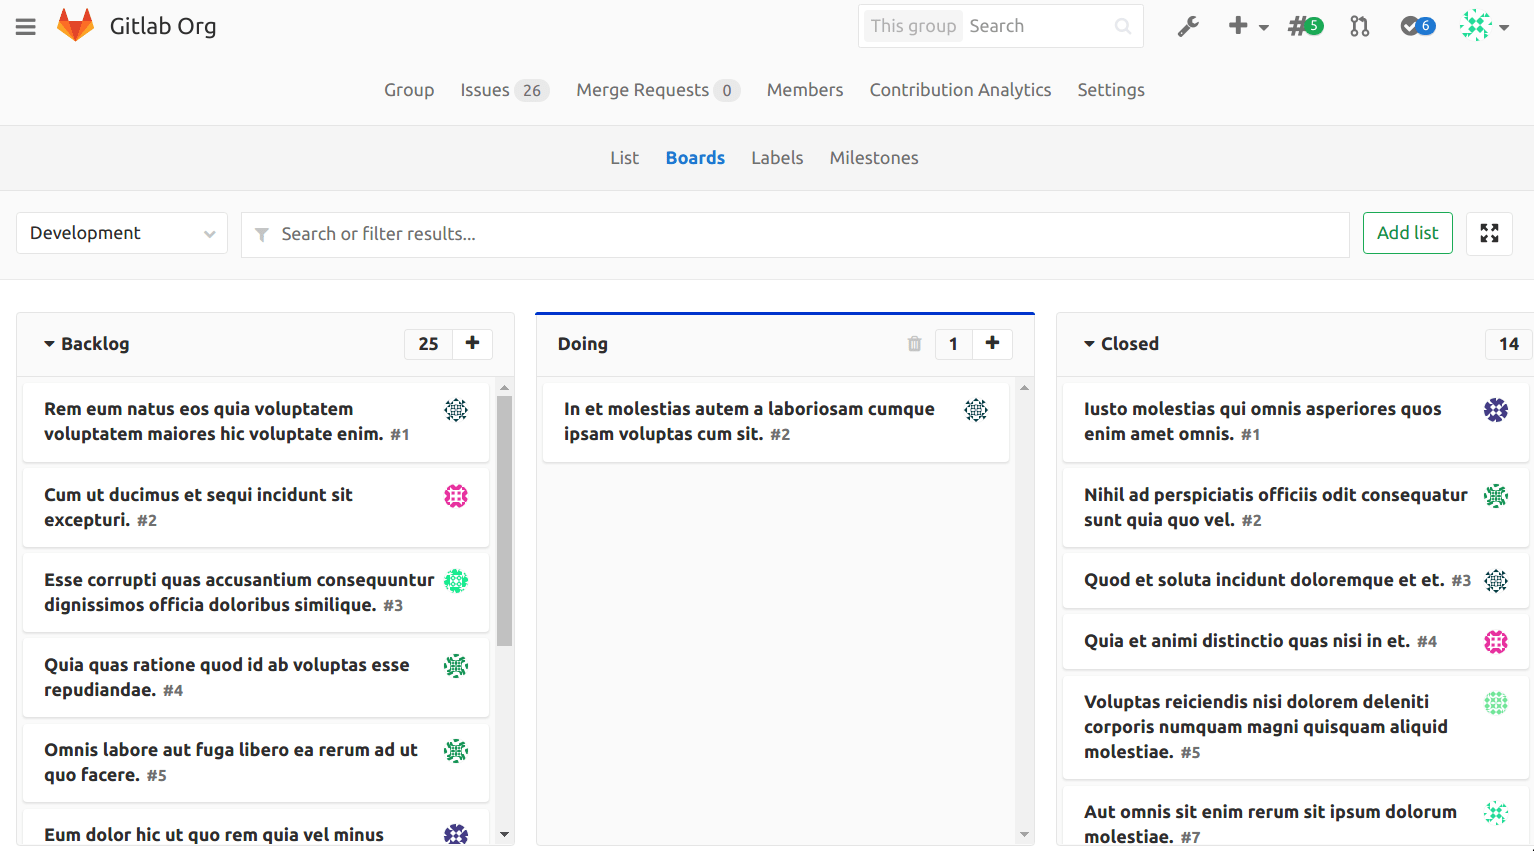 Gitlab Org
This group Search
5
6
Group Issues 26 Merge Requests 0 Members Contribution Analytics Settings
List Boards Labels Milestones
Development
Search or filter results...
Add list
Backlog 25
Rem eum natus eos quia voluptatem
voluptatem maiores hic voluptate enim. #1
Cum ut ducimus et sequi incidunt sit
excepturi. #2
Esse corrupti quas accusantium consequuntur
dignissimos officia doloribus similique. #3
Quia quas ratione quod id ab voluptas esse
repudiandae. #4
Omnis labore aut fuga libero ea rerum ad ut
quo facere. #5
Eum dolor hic ut quo rem quia vel minus
Doing 1
In et molestias autem a laboriosam cumque
ipsam voluptas cum sit. #2
Closed 14
Iusto molestias qui omnis asperiores quos
enim amet omnis. #1
Nihil ad perspiciatis officiis odit consequatur
sunt quia quo vel. #2
Quod et soluta incidunt doloremque et et. #3
Quia et animi distinctio quas nisi in et. #4
Voluptas reiciendis nisi dolorem deleniti
corporis numquam magni quisquam aliquid
molestiae. #5
Aut omnis sit enim rerum sit ipsum dolorum
molestiae. #7